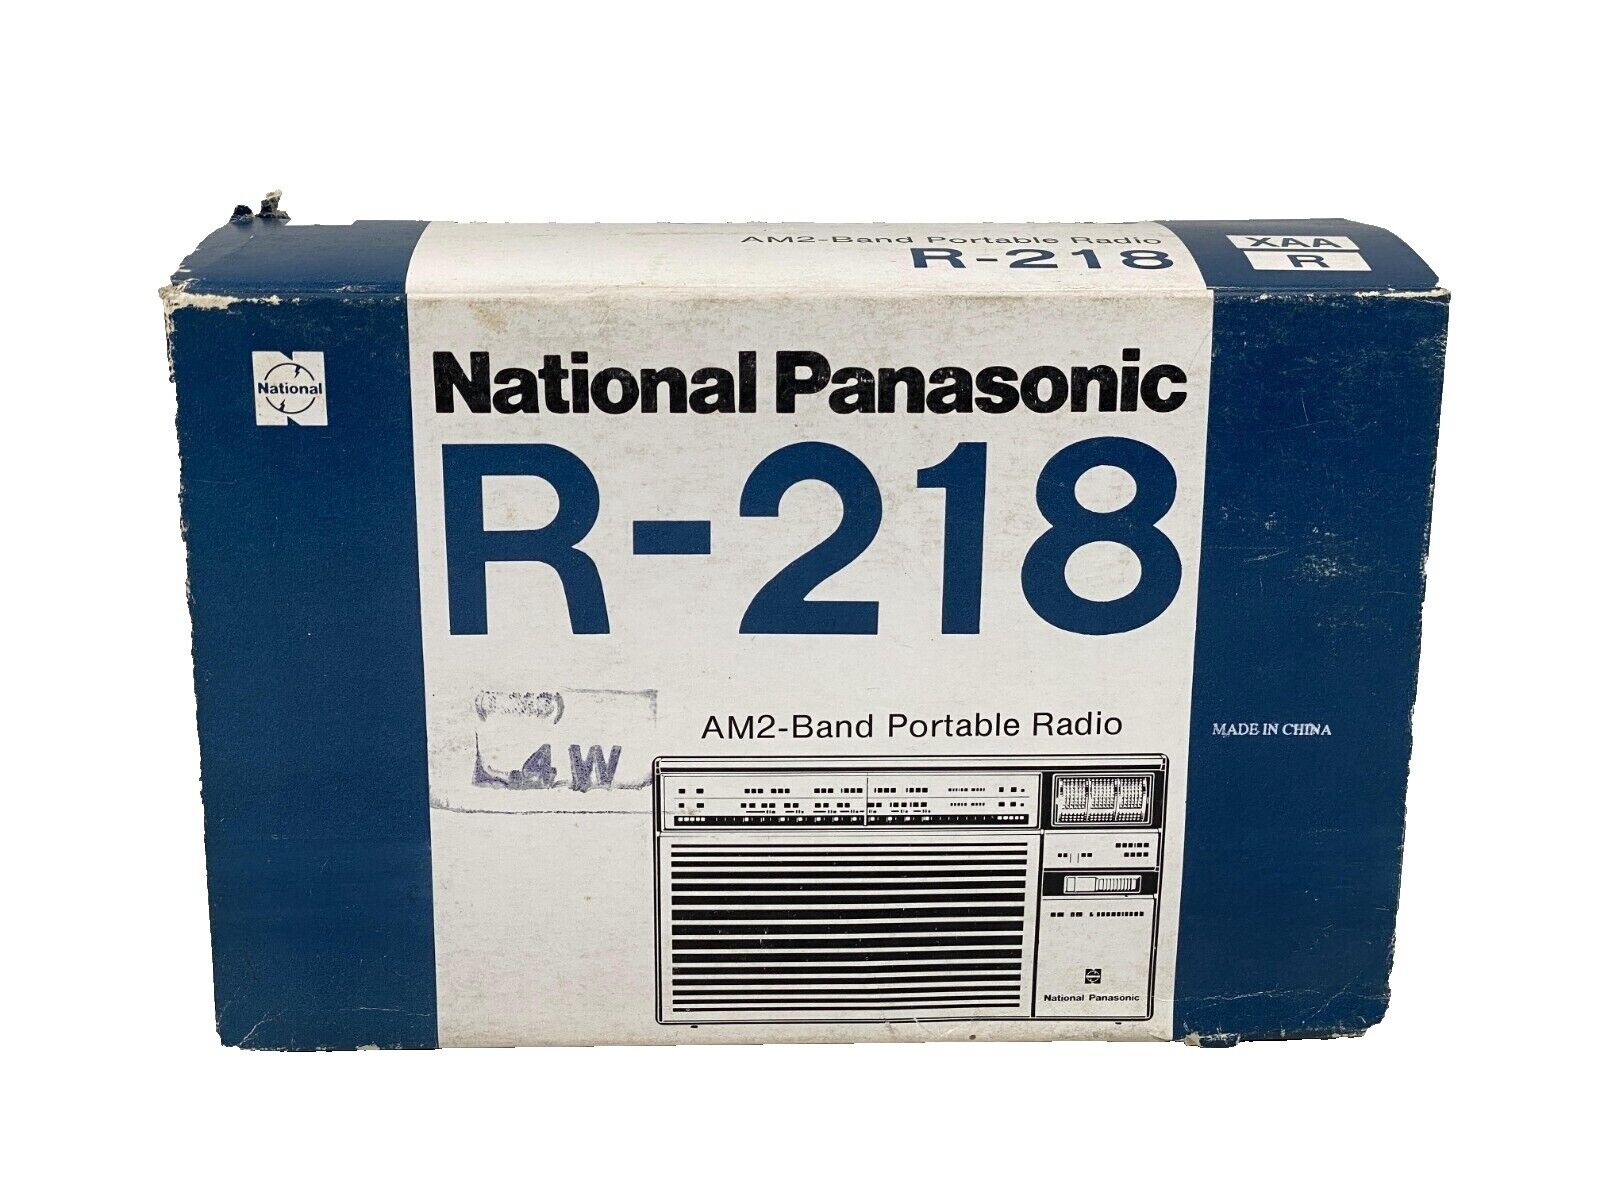 AM2-Band Portable Radio
R-218
XAA
R
National
National Panasonic
R-218
4W
AM2-Band Portable Radio
MADE IN CHINA
National Panasonic